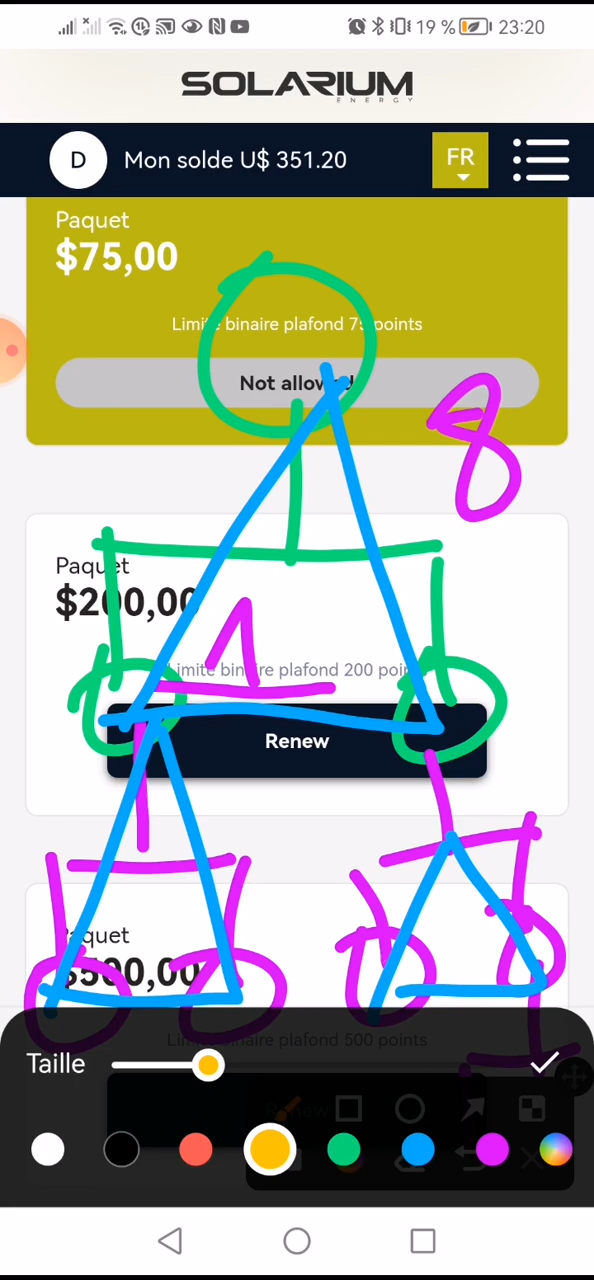 19 % 23:20
SOLARIUM
ENERGY
D Mon solde U$ 351.20 FR
Paquet
$75,00
Limite binaire plafond 75 points
Not allowed
8
Paquet
$200,00
1
Limite binaire plafond 200 points
Renew
Paquet
$500,00
Limite binaire plafond 500 points
Taille
Renew